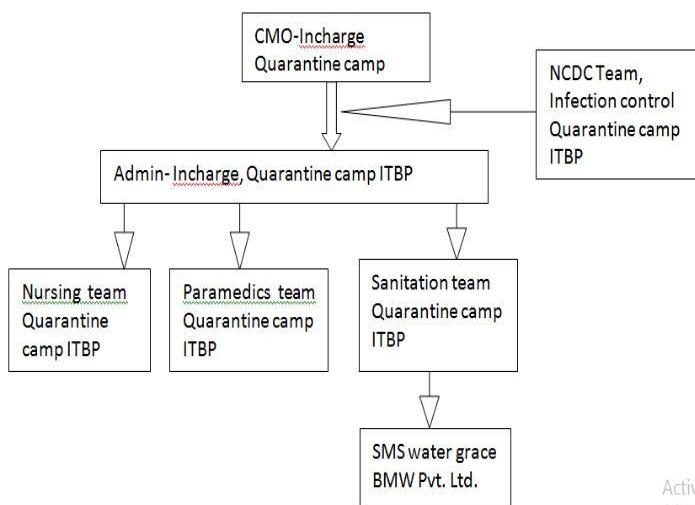 CMO-Incharge
Quarantine camp
NCDC Team,
Infection control
Quarantine camp
ITBP
Admin- Incharge, Quarantine camp ITBP
Nursing team
Quarantine
camp ITBP
Paramedics team
Quarantine camp
ITBP
Sanitation team
Quarantine camp
ITBP
SMS water grace
BMW Pvt. Ltd.